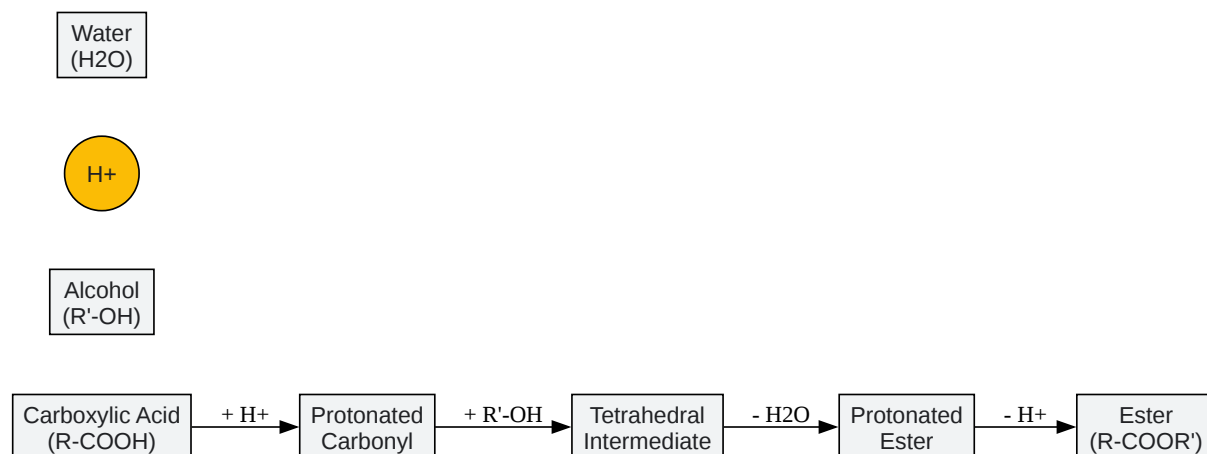 Water
(H2O)
H+
Alcohol
(R'-OH)
Carboxylic Acid
(R-COOH)
+ H+
Protonated
Carbonyl
+ R'-OH
Tetrahedral
Intermediate
- H2O
Protonated
Ester
- H+
Ester
(R-COOR')